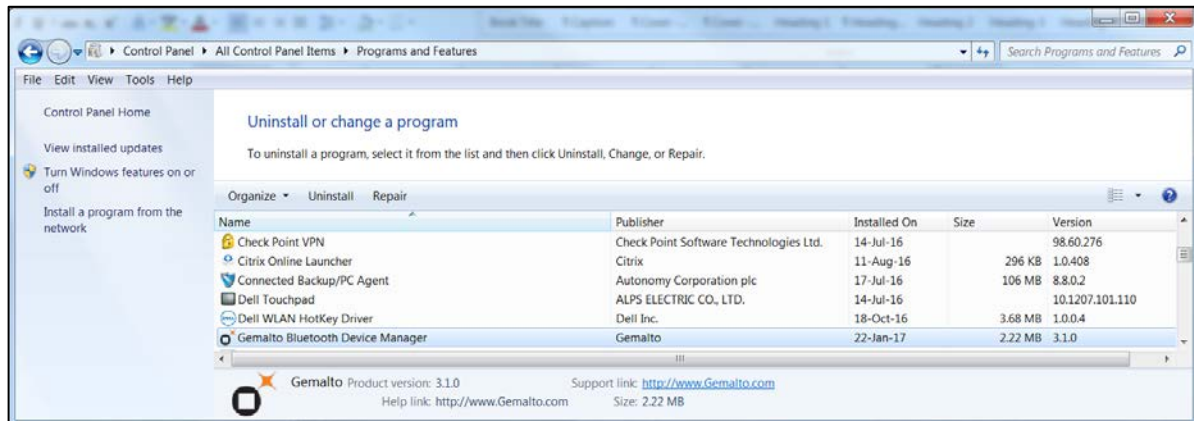 Control Panel ▸ All Control Panel Items ▸ Programs and Features
Search Programs and Features
File Edit View Tools Help
Control Panel Home
View installed updates
Turn Windows features on or
off
Install a program from the
network
Uninstall or change a program
To uninstall a program, select it from the list and then click Uninstall, Change, or Repair.
Organize Uninstall Repair
Name Publisher Installed On Size Version
Check Point VPN Check Point Software Technologies Ltd. 14-Jul-16 98.60.276
Citrix Online Launcher Citrix 11-Aug-16 296 KB 1.0.408
Connected Backup/PC Agent Autonomy Corporation plc 17-Jul-16 106 MB 8.8.0.2
Dell Touchpad ALPS ELECTRIC CO., LTD. 14-Jul-16 10.1207.101.110
Dell WLAN HotKey Driver Dell Inc. 18-Oct-16 3.68 MB 1.0.0.4
Gemalto Bluetooth Device Manager Gemalto 22-Jan-17 2.22 MB 3.1.0
Gemalto Product version: 3.1.0 Support link: http://www.Gemalto.com
Help link: http://www.Gemalto.com Size: 2.22 MB